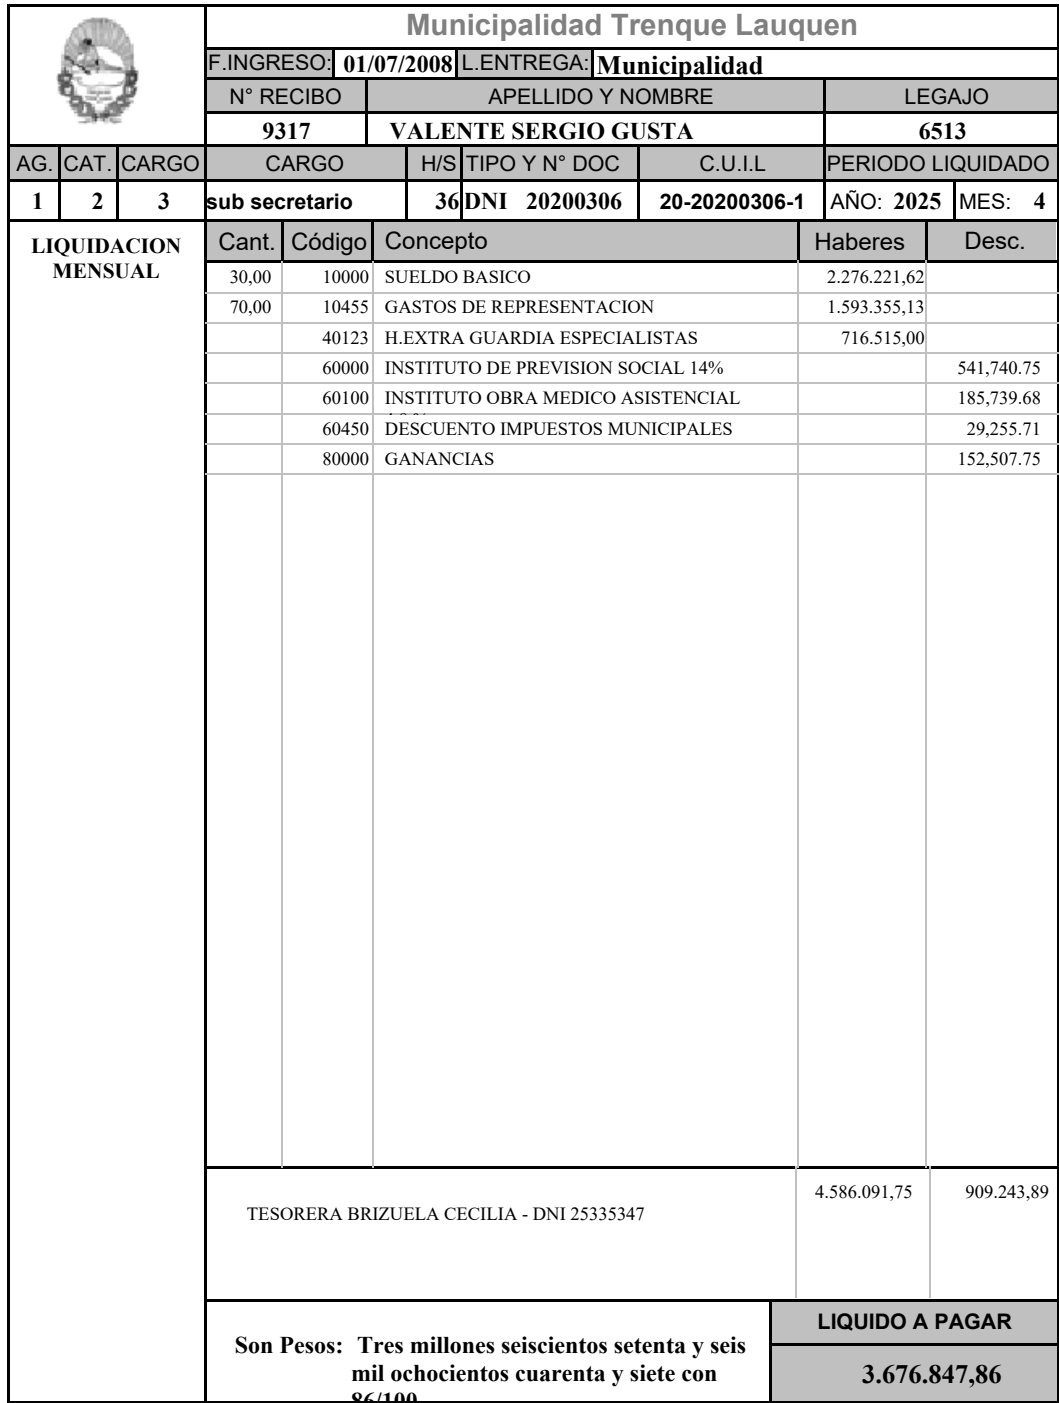 Municipalidad Trenque Lauquen
F.INGRESO: 01/07/2008 L.ENTREGA: Municipalidad
N° RECIBO APELLIDO Y NOMBRE LEGAJO
9317 VALENTE SERGIO GUSTA 6513
AG. CAT. CARGO CARGO H/S TIPO Y N° DOC C.U.I.L PERIODO LIQUIDADO
1 2 3 sub secretario 36 DNI 20200306 20-20200306-1 AÑO: 2025 MES: 4
LIQUIDACION
MENSUAL
Cant. Código Concepto Haberes Desc.
30,00 10000 SUELDO BASICO 2.276.221,62
70,00 10455 GASTOS DE REPRESENTACION 1.593.355,13
40123 H.EXTRA GUARDIA ESPECIALISTAS 716.515,00
60000 INSTITUTO DE PREVISION SOCIAL 14% 541,740.75
60100 INSTITUTO OBRA MEDICO ASISTENCIAL 185,739.68
60450 DESCUENTO IMPUESTOS MUNICIPALES 29,255.71
80000 GANANCIAS 152,507.75
4.586.091,75 909.243,89
TESORERA BRIZUELA CECILIA - DNI 25335347
LIQUIDO A PAGAR
Son Pesos: Tres millones seiscientos setenta y seis
mil ochocientos cuarenta y siete con
86/100
3.676.847,86